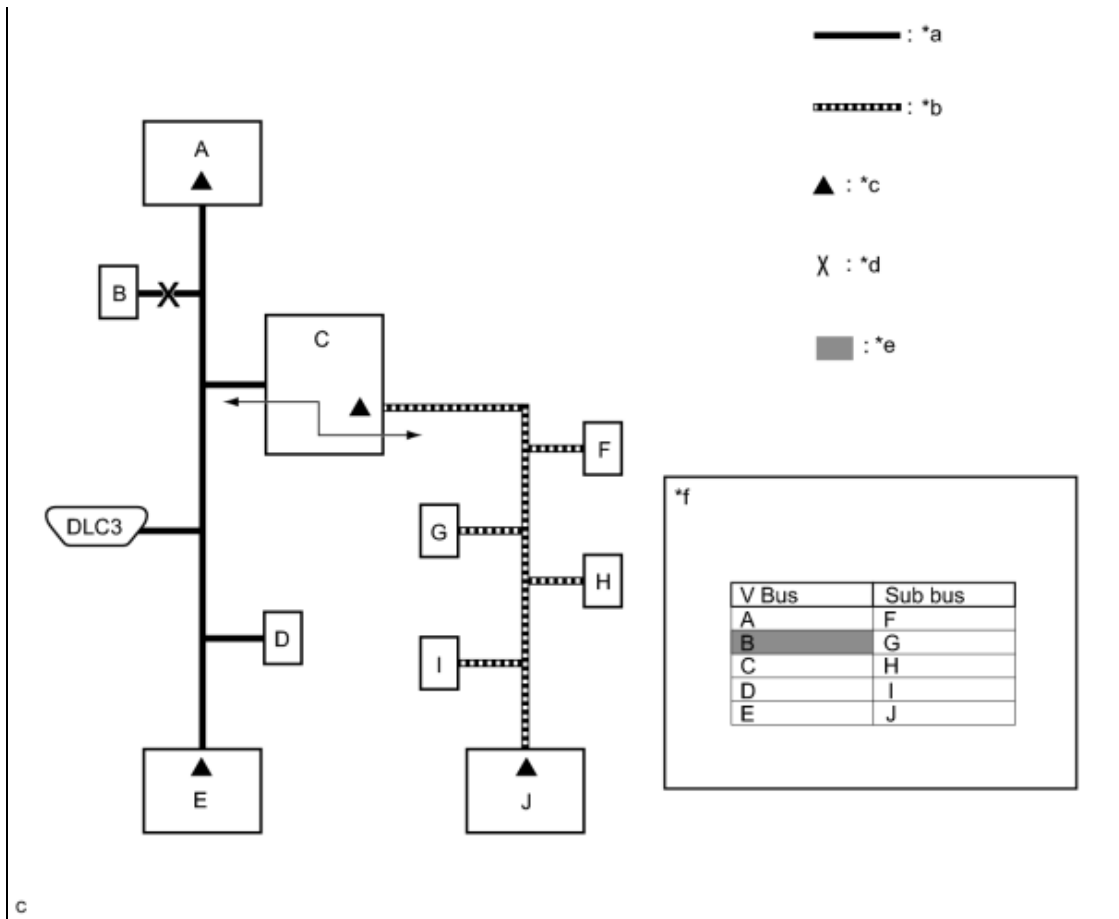 : *a
: *b
: *c
: *d
: *e
A
B
C
DLC3
D
E
F
G
H
I
J
*f
V Bus Sub bus
A F
B G
C H
D I
E J
c